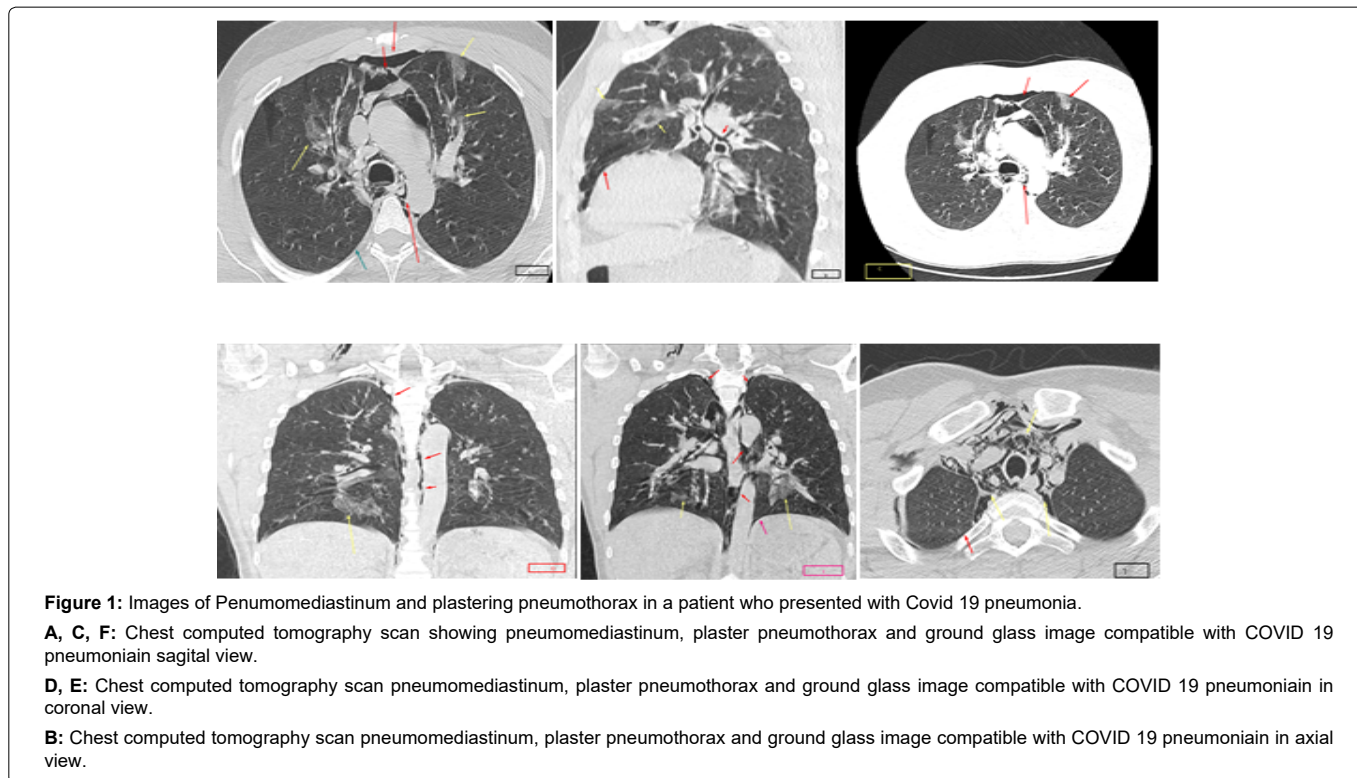 Figure 1: Images of Penumomediastinum and plastering pneumothorax in a patient who presented with Covid 19 pneumonia.
A, C, F: Chest computed tomography scan showing pneumomediastinum, plaster pneumothorax and ground glass image compatible with COVID 19
pneumoniain sagital view.
D, E: Chest computed tomography scan pneumomediastinum, plaster pneumothorax and ground glass image compatible with COVID 19 pneumoniain in
coronal view.
B: Chest computed tomography scan pneumomediastinum, plaster pneumothorax and ground glass image compatible with COVID 19 pneumoniain in axial
view.